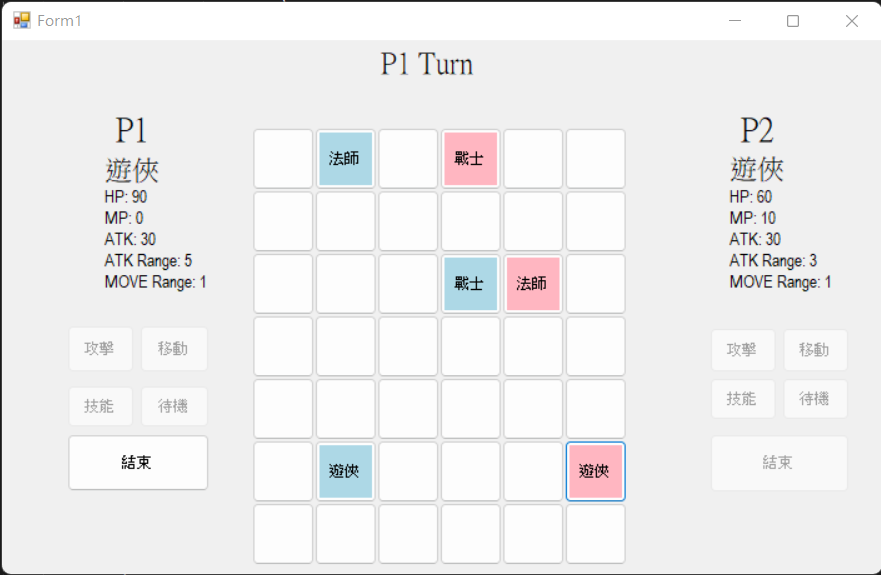 Form1
P1 Turn
P1
遊俠
HP: 90
MP: 0
ATK: 30
ATK Range: 5
MOVE Range: 1
攻擊 移動
技能 待機
結束
法師 戰士
戰士 法師
遊俠 遊俠
P2
遊俠
HP: 60
MP: 10
ATK: 30
ATK Range: 3
MOVE Range: 1
攻擊 移動
技能 待機
結束